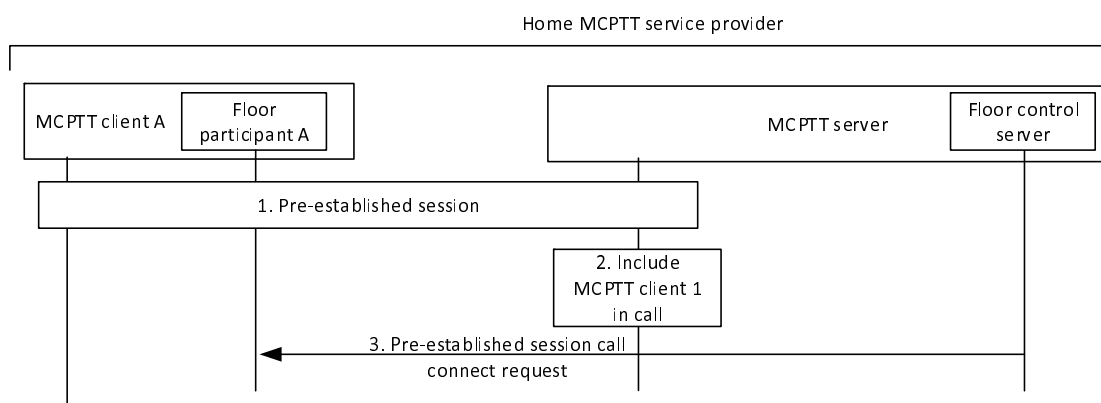 Home MCPTT service provider
MCPTT client A
Floor
participant A
MCPTT server
Floor control
server
1. Pre-established session
2. Include
MCPTT client 1
in call
3. Pre-established session call
connect request